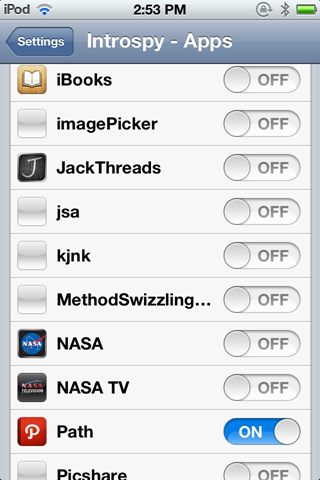 iPod 2:53 PM
Settings Introspy - Apps
iBooks OFF
imagePicker OFF
JackThreads OFF
jsa OFF
kjnk OFF
MethodSwizzling... OFF
NASA OFF
NASA TV OFF
Path ON
Picshare OFF